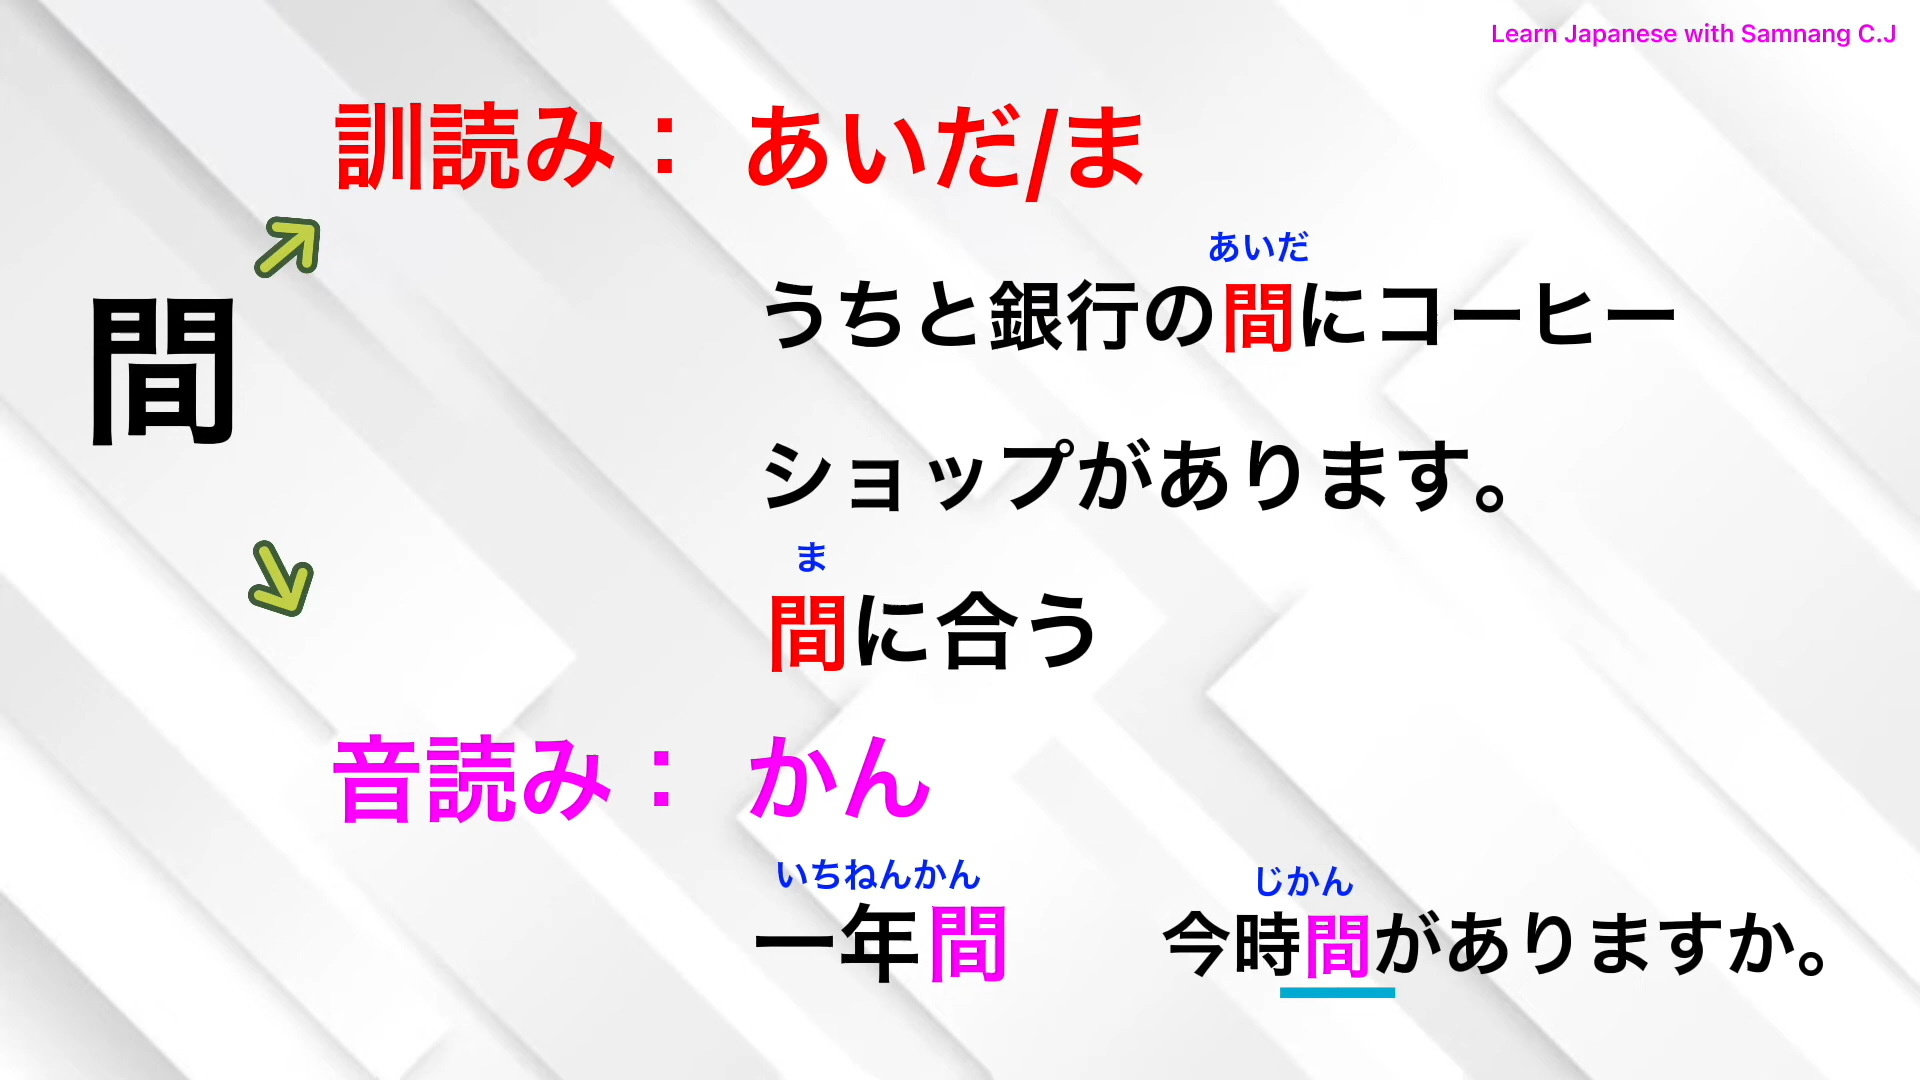 Learn Japanese with Samnang C.J
訓読み： あいだ/ま
あいだ
間
うちと銀行の間にコーヒー
ショップがあります。
ま
間に合う
音読み： かん
いちねんかん
一年間
じかん
今時間がありますか。